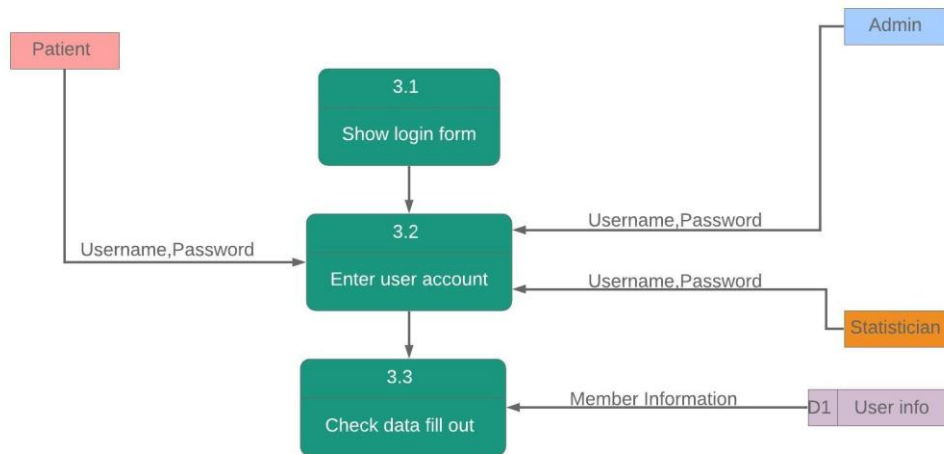 Patient
Admin
3.1
Show login form
Username,Password
3.2
Username,Password
Enter user account
Username,Password
Statistician
3.3
Member Information
D1 User info
Check data fill out